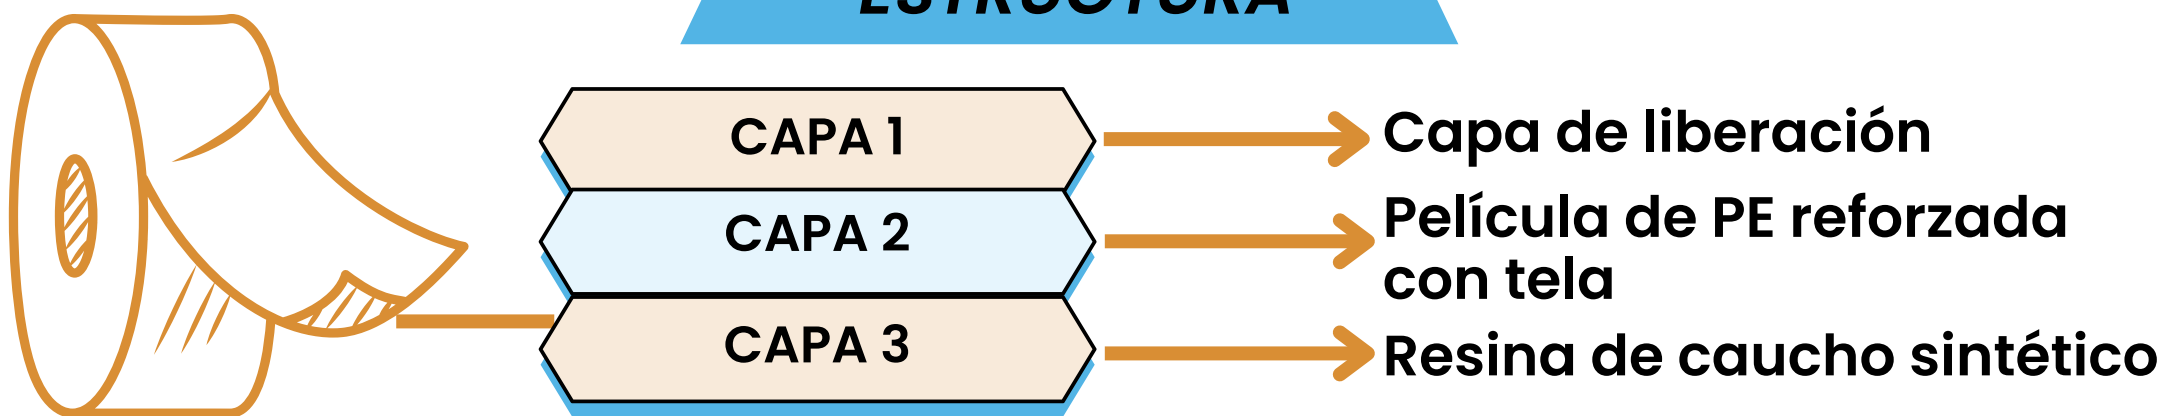 ESTRUCTURA
CAPA 1
Capa de liberación
CAPA 2
Película de PE reforzada
con tela
CAPA 3
Resina de caucho sintético